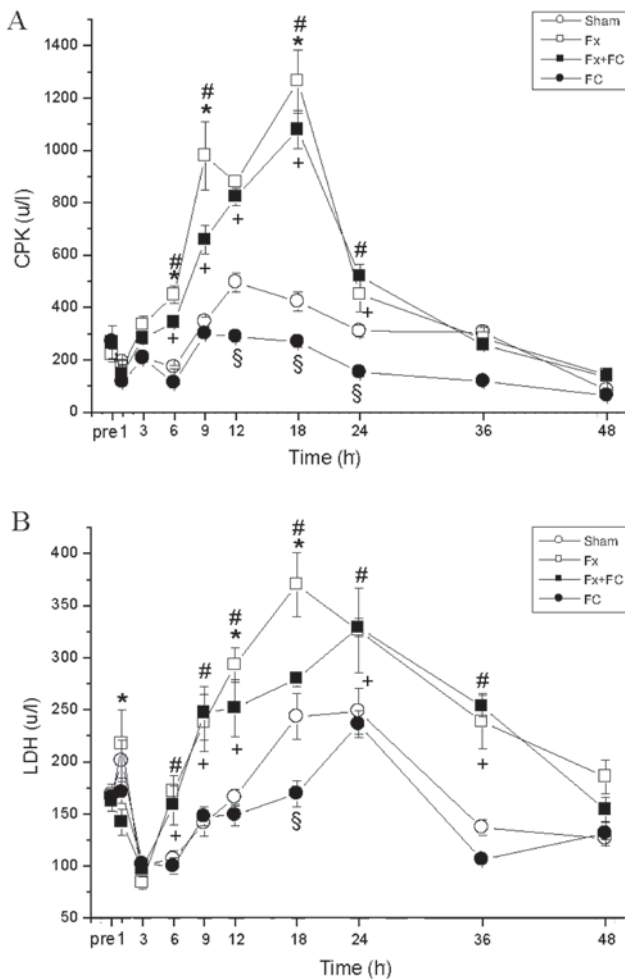 A
Sham
Fx
Fx+FC
FC
CPK (u/l)
1400
1200
1000
800
600
400
200
0
# # # # #
* * *
+ + + + +
§ § §
pre 1 3 6 9 12 18 24 36 48
Time (h)
B
Sham
Fx
Fx+FC
FC
LDH (u/l)
400
350
300
250
200
150
100
50
* # # # # # #
* *
+ + + + +
§
pre 1 3 6 9 12 18 24 36 48
Time (h)